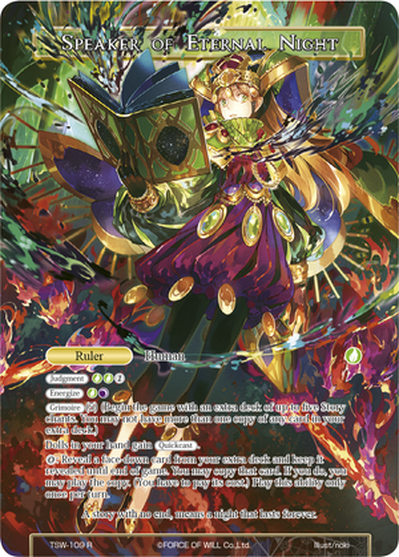 Speaker of Eternal Night
Ruler Human
Judgment 2
Energize
Grimoire (Begin the game with an extra deck of up to five Story
chants. You may not have more than one copy of any card in your
extra deck.)
Dolls in your hand gain Quickcast.
0: Reveal a face-down card from your extra deck and keep it
revealed until end of game. You may copy that card. If you do, you
may play the copy. (You have to pay its cost.) Play this ability only
once per turn.
A story with no end, means a night that lasts forever.
TSW-109 R ©FORCE OF WILL Co.,Ltd. Illust/noki